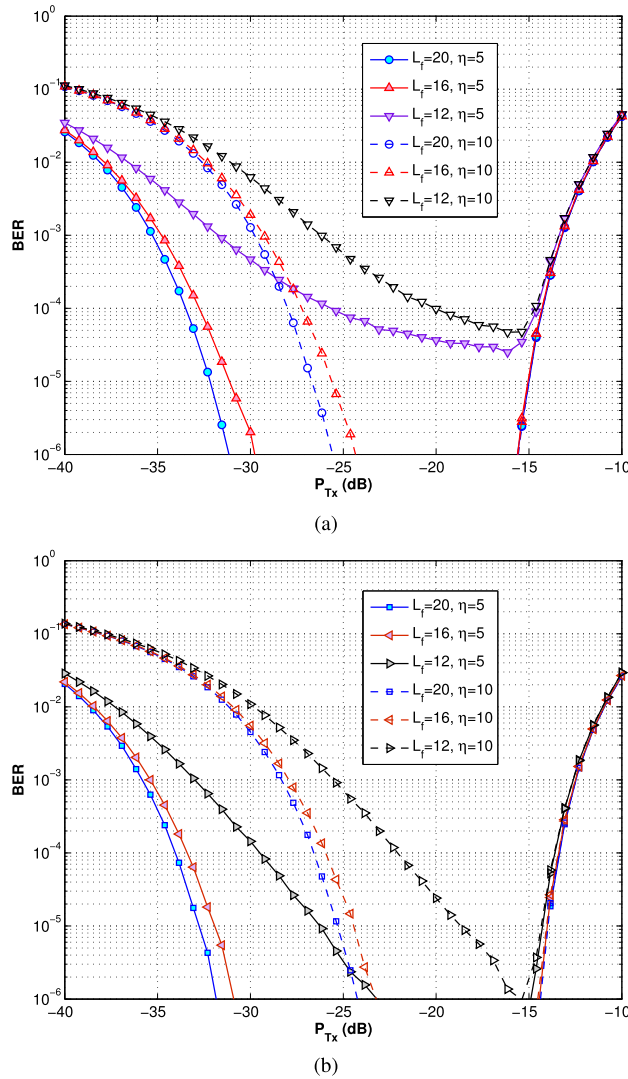 10^0
10^-1
10^-2
10^-3
10^-4
10^-5
10^-6
BER
L_f=20, η=5
L_f=16, η=5
L_f=12, η=5
L_f=20, η=10
L_f=16, η=10
L_f=12, η=10
−40 −35 −30 −25 −20 −15 −10
P_Tx (dB)
(a)
10^0
10^-1
10^-2
10^-3
10^-4
10^-5
10^-6
BER
L_f=20, η=5
L_f=16, η=5
L_f=12, η=5
L_f=20, η=10
L_f=16, η=10
L_f=12, η=10
−40 −35 −30 −25 −20 −15 −10
P_Tx (dB)
(b)